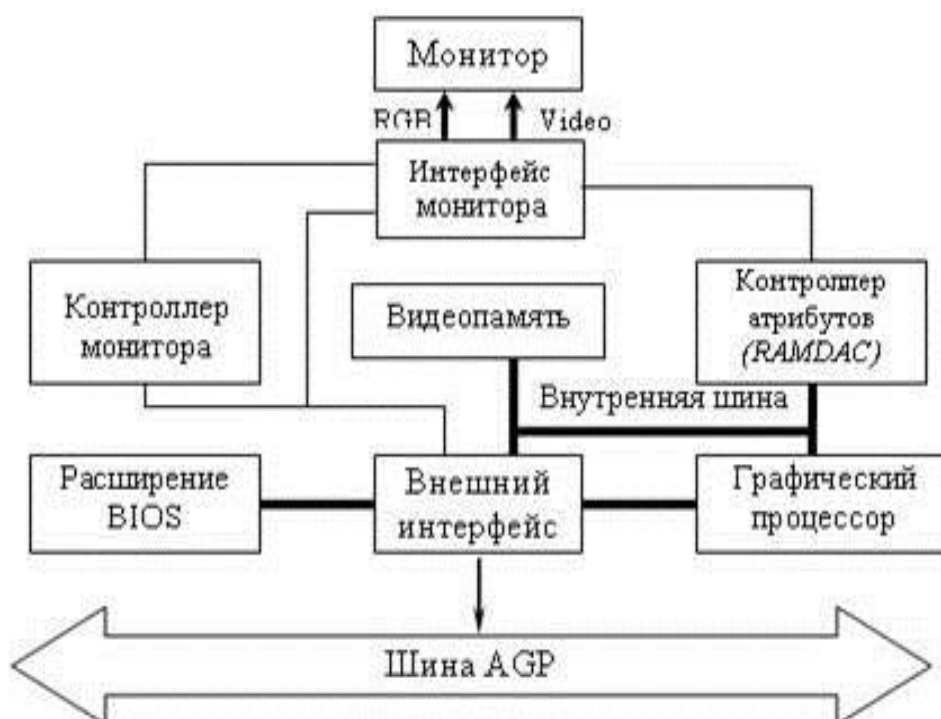 Монитор
RGB Video
Интерфейс
монитора
Контроллер
монитора
Видеопамять
Контроллер
атрибутов
(RAMDAC)
Внутренняя шина
Расширение
BIOS
Внешний
интерфейс
Графический
процессор
Шина AGP